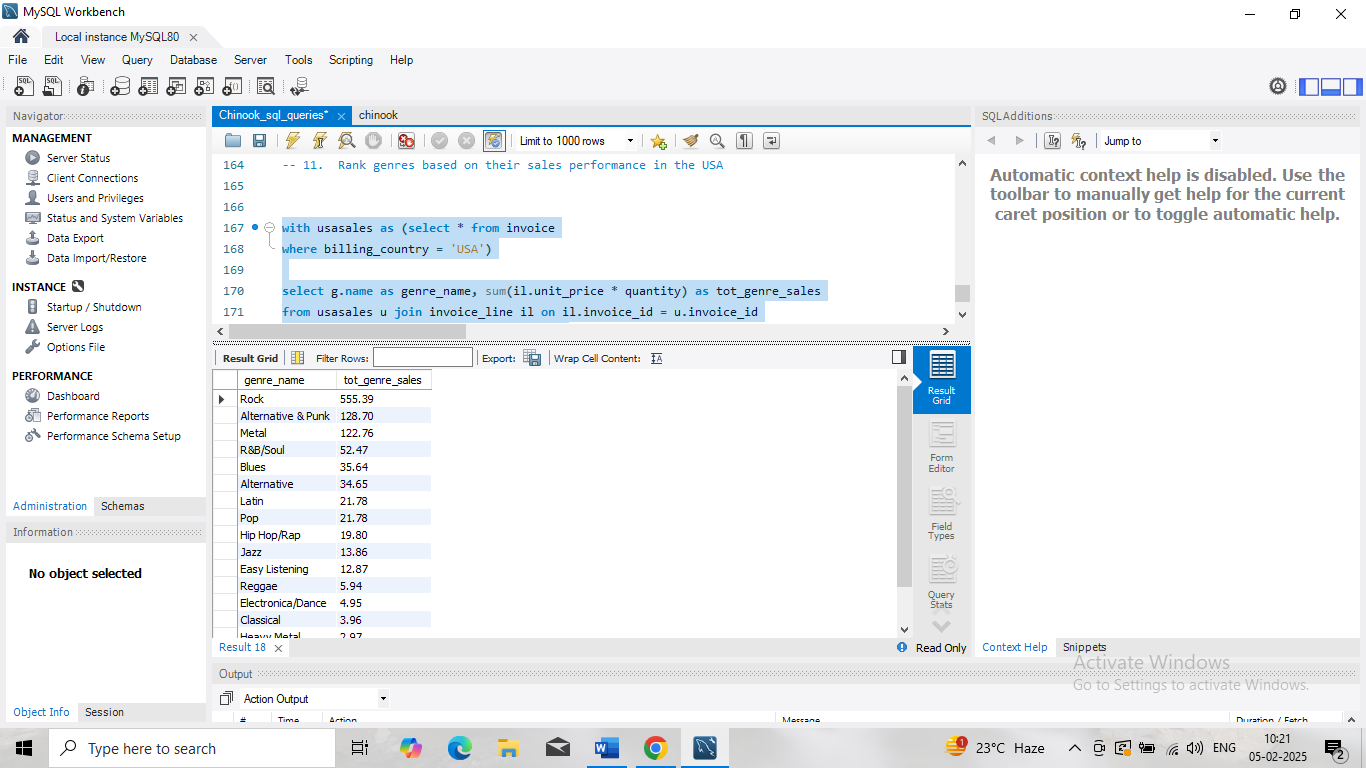 MySQL Workbench
Local instance MySQL80
File Edit View Query Database Server Tools Scripting Help
Navigator
MANAGEMENT
Server Status
Client Connections
Users and Privileges
Status and System Variables
Data Export
Data Import/Restore
INSTANCE
Startup / Shutdown
Server Logs
Options File
PERFORMANCE
Dashboard
Performance Reports
Performance Schema Setup
Administration Schemas
Information
No object selected
Object Info Session
Chinook_sql_queries* chinook
Limit to 1000 rows
164 -- 11. Rank genres based on their sales performance in the USA
165
166
167 with usasales as (select * from invoice
168 where billing_country = 'USA')
169
170 select g.name as genre_name, sum(il.unit_price * quantity) as tot_genre_sales
171 from usasales u join invoice_line il on il.invoice_id = u.invoice_id
Result Grid Filter Rows: Export: Wrap Cell Content:
genre_name tot_genre_sales
Rock 555.39
Alternative & Punk 128.70
Metal 122.76
R&B/Soul 52.47
Blues 35.64
Alternative 34.65
Latin 21.78
Pop 21.78
Hip Hop/Rap 19.80
Jazz 13.86
Easy Listening 12.87
Reggae 5.94
Electronica/Dance 4.95
Classical 3.96
Heavy Metal 2.97
Result Grid
Form Editor
Field Types
Query Stats
Result 18 Read Only
Output
Action Output
# Time Action Message Duration / Fetch
SQLAdditions
Jump to
Automatic context help is disabled. Use the
toolbar to manually get help for the current
caret position or to toggle automatic help.
Context Help Snippets
Activate Windows
Go to Settings to activate Windows.
Type here to search
23°C Haze
ENG
10:21
05-02-2025
2